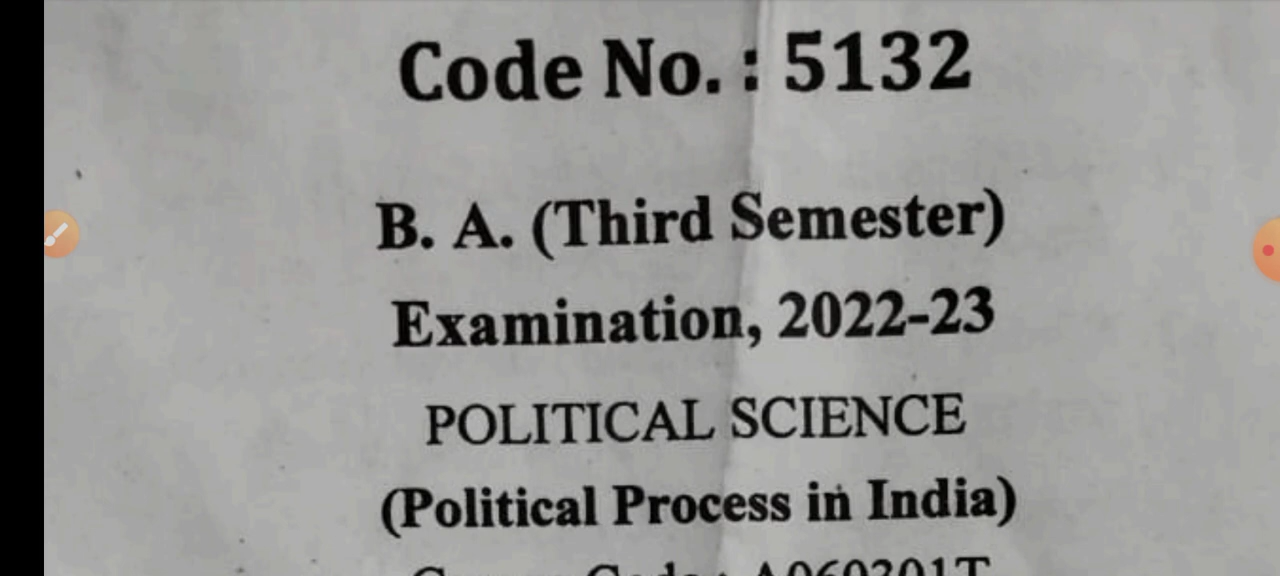 Code No. : 5132
B. A. (Third Semester)
Examination, 2022-23
POLITICAL SCIENCE
(Political Process in India)